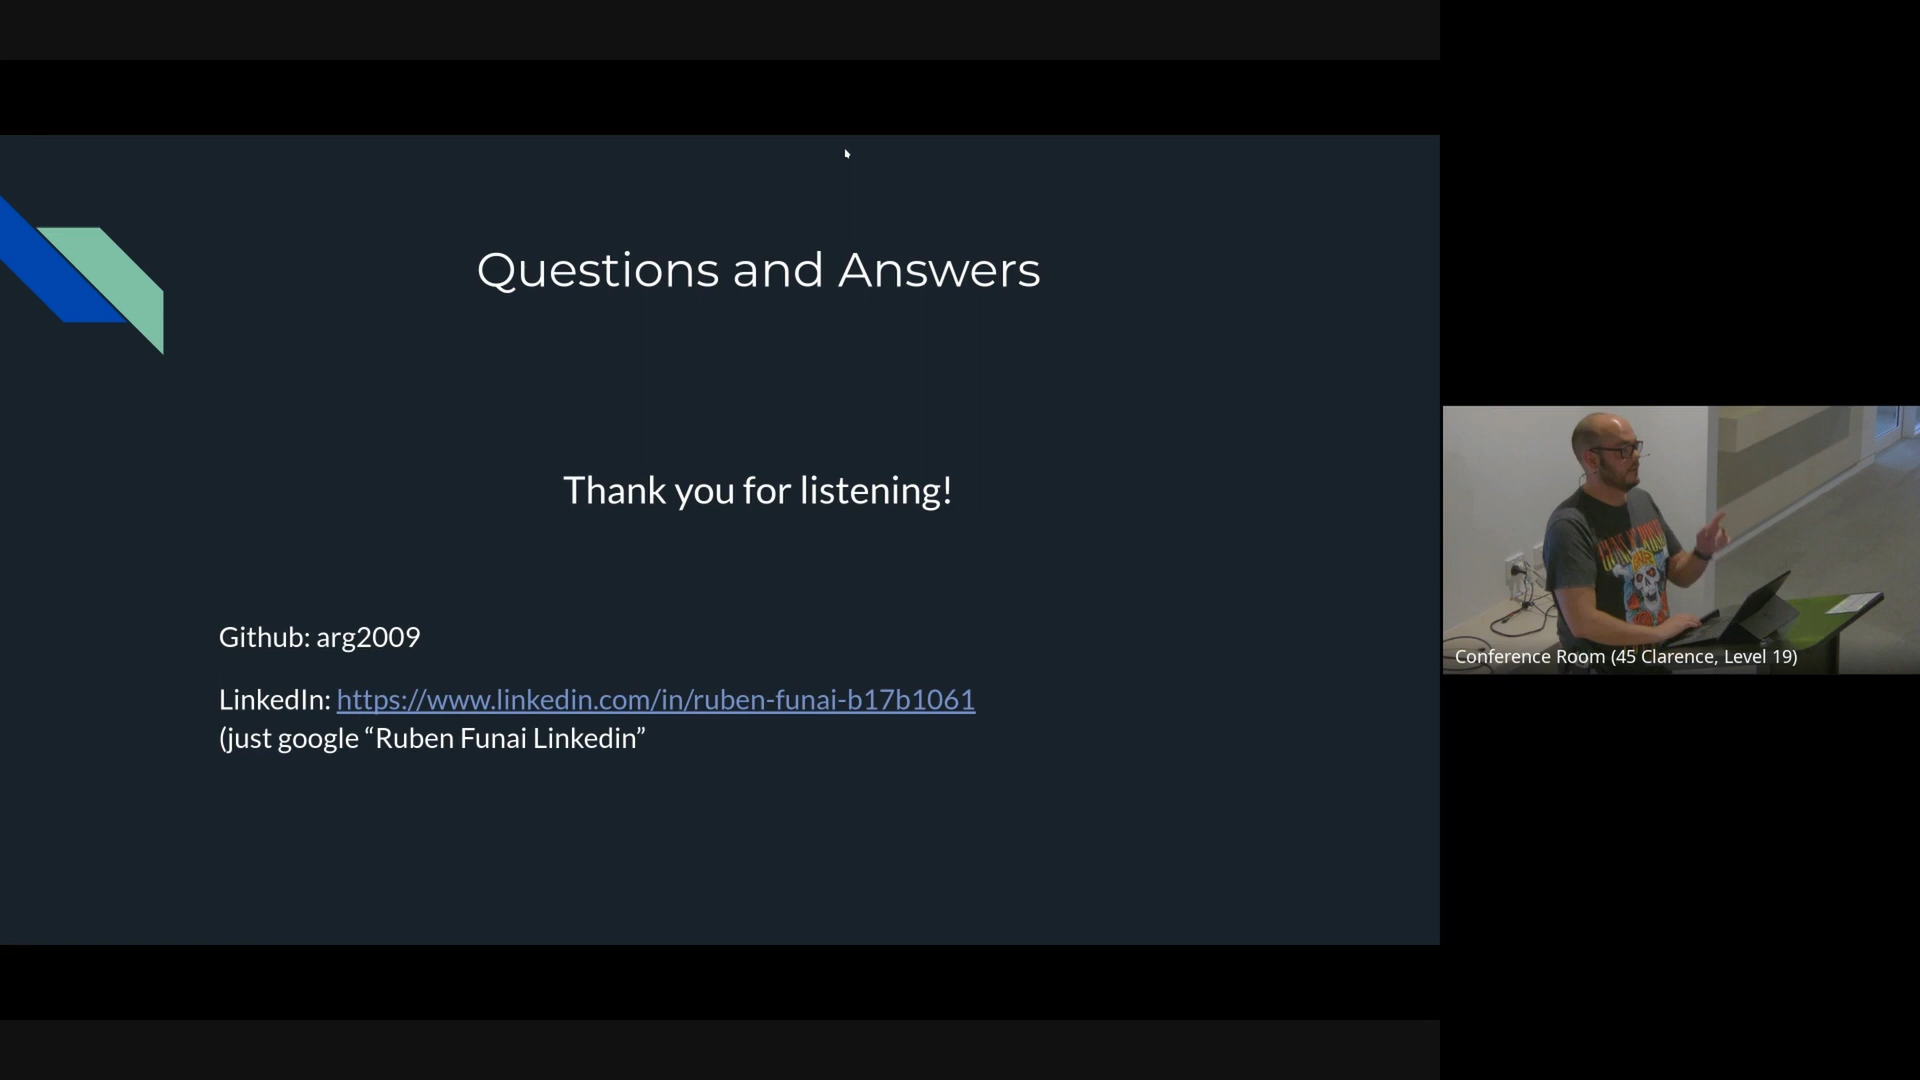 Questions and Answers
Thank you for listening!
Github: arg2009
LinkedIn: https://www.linkedin.com/in/ruben-funai-b17b1061
(just google “Ruben Funai Linkedin”
Conference Room (45 Clarence, Level 19)